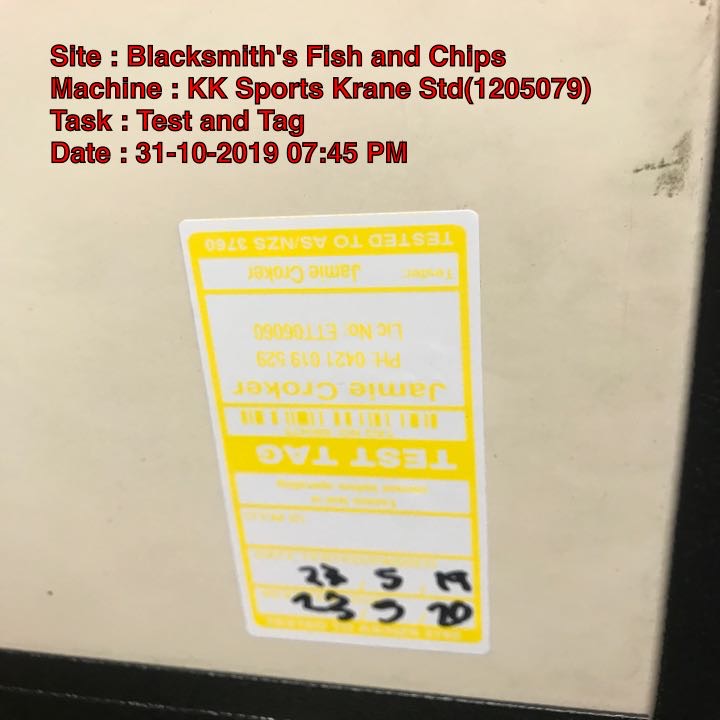 Site : Blacksmith's Fish and Chips
Machine : KK Sports Krane Std(1205079)
Task : Test and Tag
Date : 31-10-2019 07:45 PM
27 5 19
23 5 20
TEST TAG
Jamie Croker
PH: 0421 019 529
Lic No: ETT06060
Tester: Jamie Croker
TESTED TO AS/NZS 3760